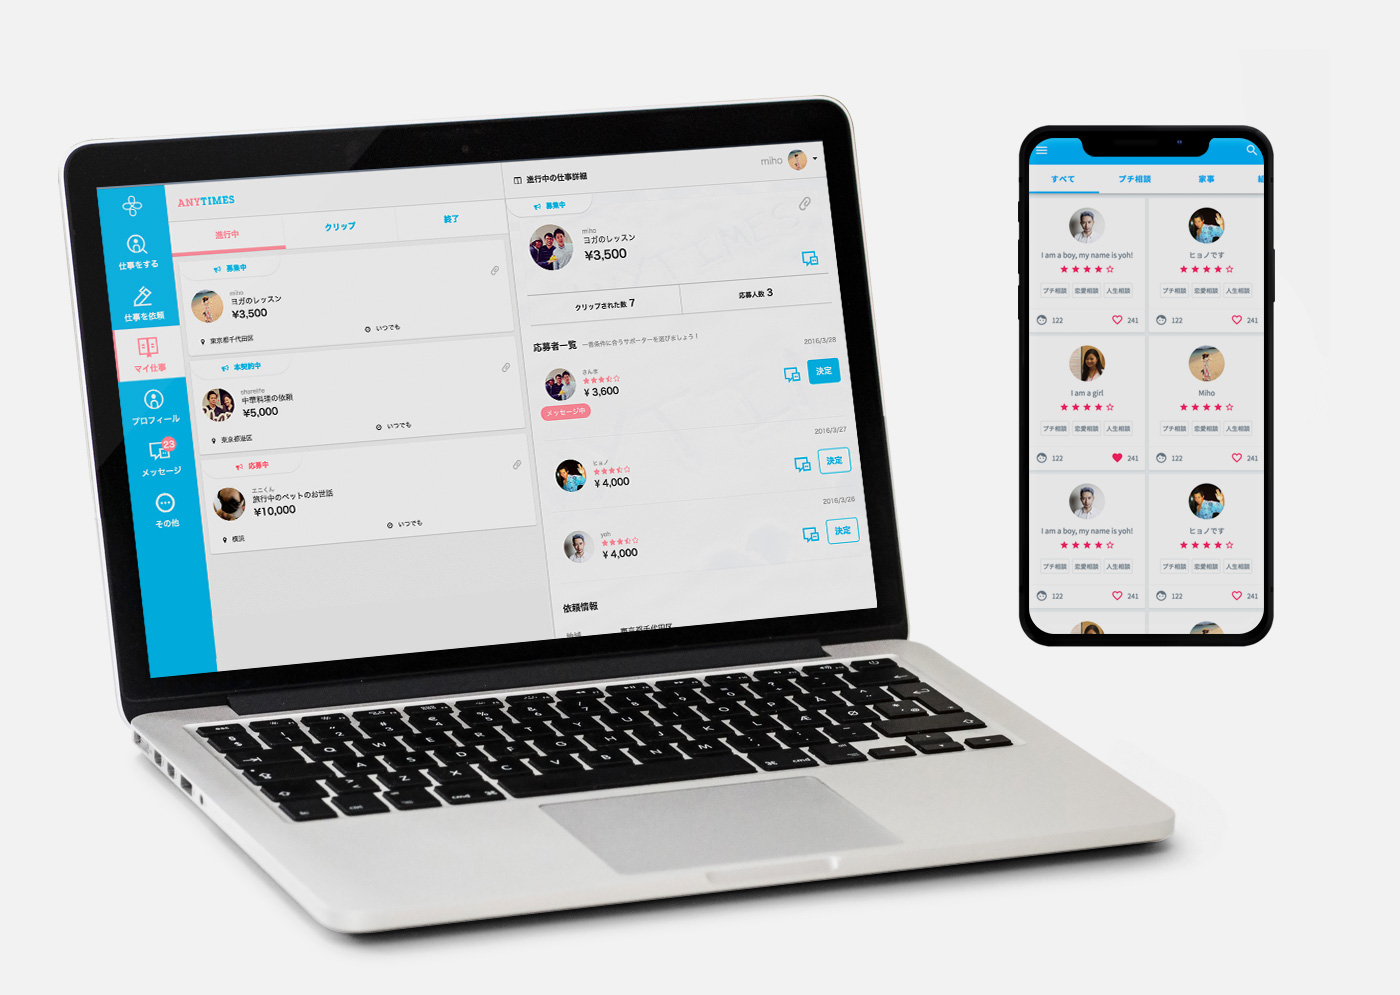 ANYTIMES
仕事をする
仕事を依頼
マイ仕事
プロフィール
23
メッセージ
その他
進行中
クリップ
終了
募集中
miho
ヨガのレッスン
¥3,500
東京都千代田区
いつでも
本契約中
sharelife
中華料理の依頼
¥5,000
東京都港区
いつでも
応募中
エニくん
旅行中のペットのお世話
¥10,000
横浜
いつでも
進行中の仕事詳細
miho
募集中
miho
ヨガのレッスン
¥3,500
クリップされた数 7
応募人数 3
応募者一覧 一番条件に合うサポーターを選びましょう！
2016/3/28
さんま
¥ 3,600
決定
メッセージ中
2016/3/27
ヒョノ
¥ 4,000
決定
2016/3/26
yoh
¥ 4,000
決定
依頼情報
地域
東京都千代田区
すべて プチ相談 家事
I am a boy, my name is yoh!
プチ相談 恋愛相談 人生相談
122 241
ヒョノです
プチ相談 恋愛相談 人生相談
122 241
I am a girl
プチ相談 恋愛相談 人生相談
122 241
Miho
プチ相談 恋愛相談 人生相談
122 241
I am a boy, my name is yoh!
プチ相談 恋愛相談 人生相談
122 241
ヒョノです
プチ相談 恋愛相談 人生相談
122 241
Q W E R T Y U I O P
A S D F G H J K L
Z X C V B N M
cmd
cmd